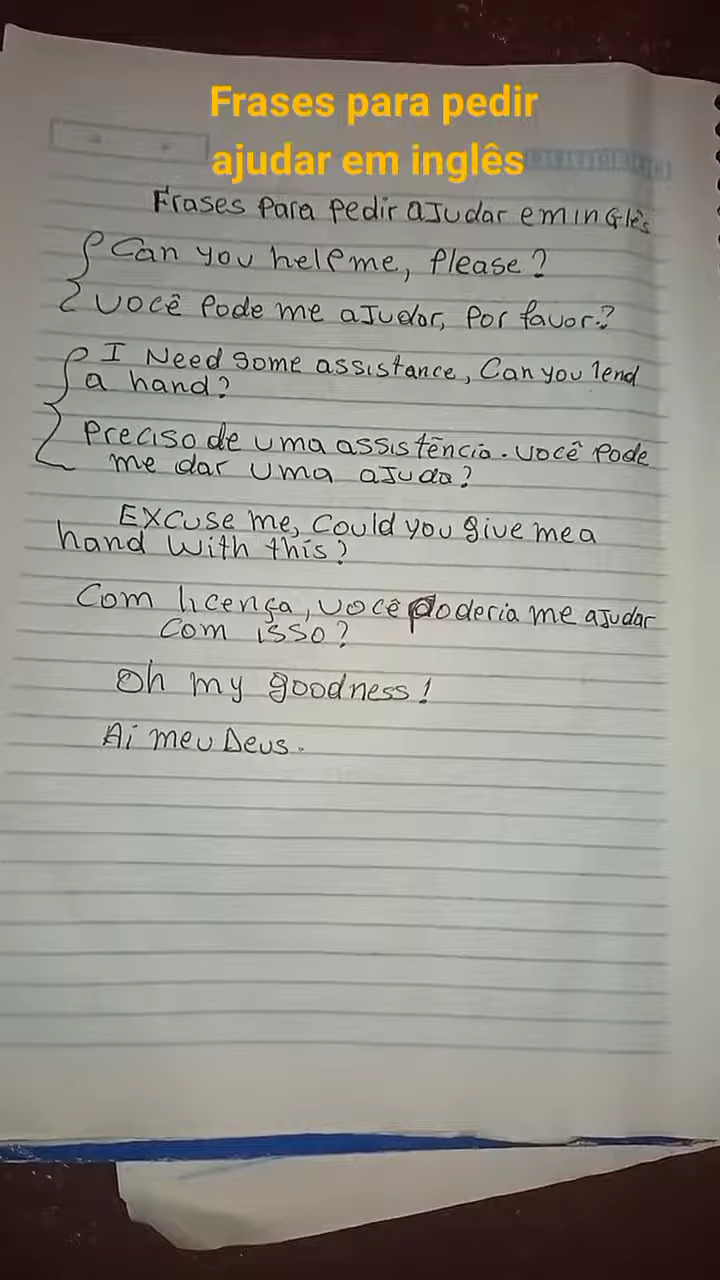 Frases para pedir
ajudar em inglês
Frases Para Pedir aJudar em inGlês
Can you helP me, Please?
você Pode me aJudar, Por favor?
I Need Some assistance, Can you lend
a hand?
Preciso de uma assistência. você Pode
me dar uma aJuda?
EXcuse me, Could you give me a
hand With this?
Com licença, você poderia me aJudar
com isso?
Oh my goodness!
Ai meu Deus.